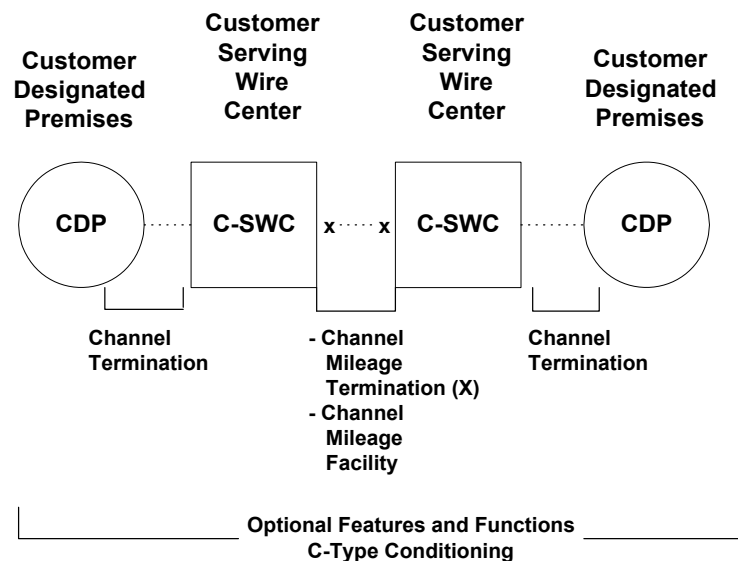 Customer
Designated
Premises
Customer
Serving
Wire
Center
Customer
Serving
Wire
Center
Customer
Designated
Premises
CDP
C-SWC
x
x
C-SWC
CDP
Channel
Termination
- Channel
Mileage
Termination (X)
- Channel
Mileage
Facility
Channel
Termination
Optional Features and Functions
C-Type Conditioning